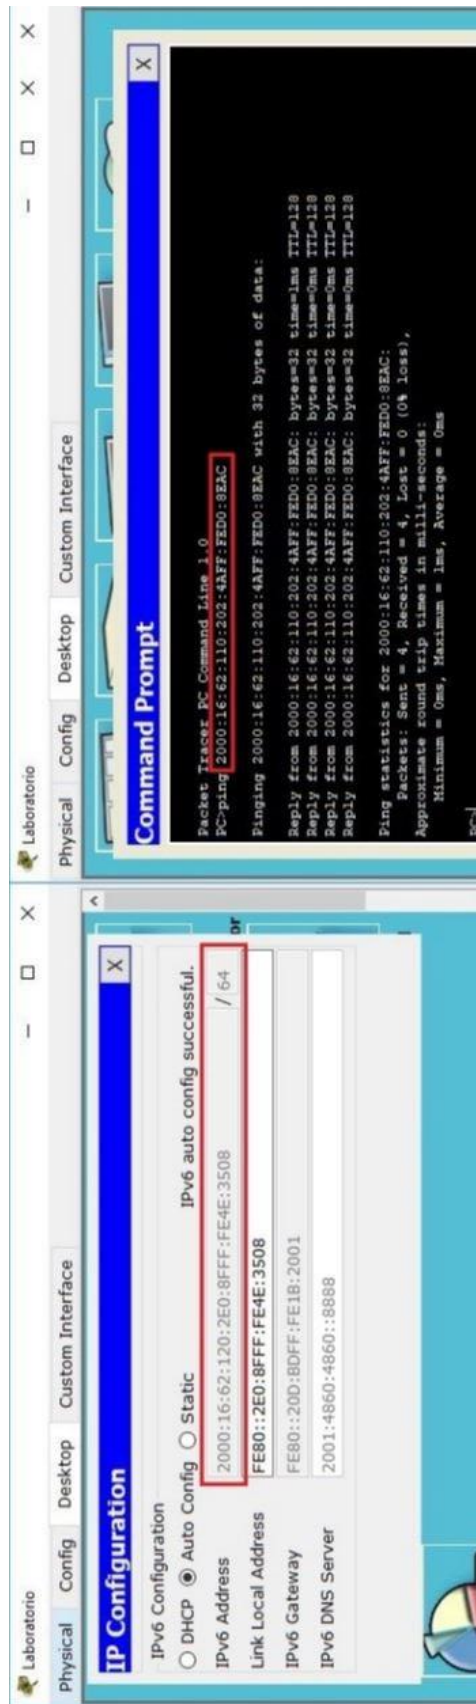 Laboratorio
Physical Config Desktop Custom Interface
IP Configuration
X
IPv6 Configuration
DHCP Auto Config Static IPv6 auto config successful.
IPv6 Address 2000:16:62:120:2E0:8FFF:FE4E:3508 / 64
Link Local Address FE80::2E0:8FFF:FE4E:3508
IPv6 Gateway FE80::20D:BDFF:FE1B:2001
IPv6 DNS Server 2001:4860:4860::8888
or
Laboratorio
Physical Config Desktop Custom Interface
Command Prompt
X
Packet Tracer PC Command Line 1.0
PC>ping 2000:16:62:110:202:4AFF:FED0:8EAC
Pinging 2000:16:62:110:202:4AFF:FED0:8EAC with 32 bytes of data:
Reply from 2000:16:62:110:202:4AFF:FED0:8EAC: bytes=32 time=1ms TTL=128
Reply from 2000:16:62:110:202:4AFF:FED0:8EAC: bytes=32 time=0ms TTL=128
Reply from 2000:16:62:110:202:4AFF:FED0:8EAC: bytes=32 time=0ms TTL=128
Reply from 2000:16:62:110:202:4AFF:FED0:8EAC: bytes=32 time=0ms TTL=128
Ping statistics for 2000:16:62:110:202:4AFF:FED0:8EAC:
Packets: Sent = 4, Received = 4, Lost = 0 (0% loss),
Approximate round trip times in milli-seconds:
Minimum = 0ms, Maximum = 1ms, Average = 0ms